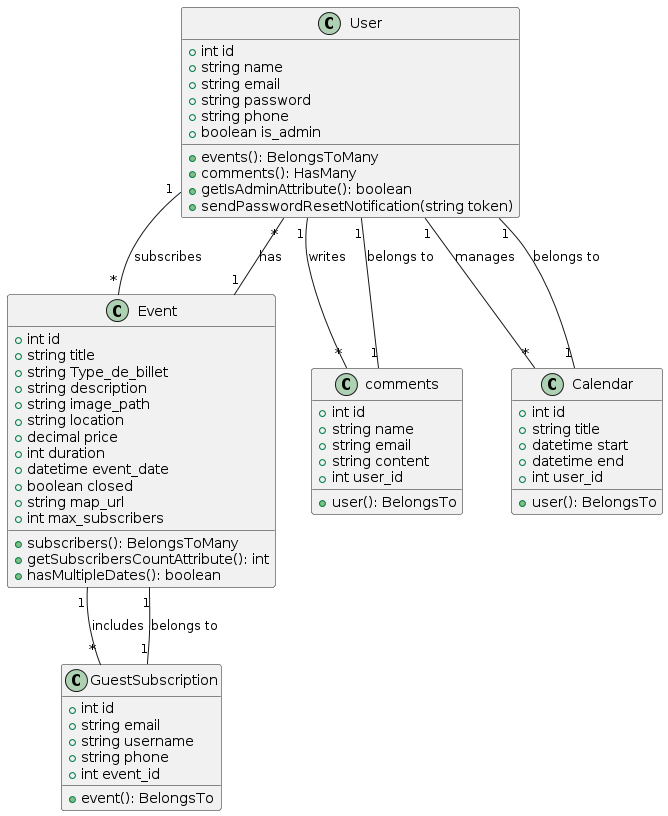 C User
int id
string name
string email
string password
string phone
boolean is_admin
events(): BelongsToMany
comments(): HasMany
getIsAdminAttribute(): boolean
sendPasswordResetNotification(string token)
1
* 1 1 1 1
subscribes
has
writes
belongs to
manages
belongs to
*
1
* 1
* 1
C Event
int id
string title
string Type_de_billet
string description
string image_path
string location
decimal price
int duration
datetime event_date
boolean closed
string map_url
int max_subscribers
subscribers(): BelongsToMany
getSubscribersCountAttribute(): int
hasMultipleDates(): boolean
C comments
int id
string name
string email
string content
int user_id
user(): BelongsTo
C Calendar
int id
string title
datetime start
datetime end
int user_id
user(): BelongsTo
1 1
includes
belongs to
* 1
C GuestSubscription
int id
string email
string username
string phone
int event_id
event(): BelongsTo